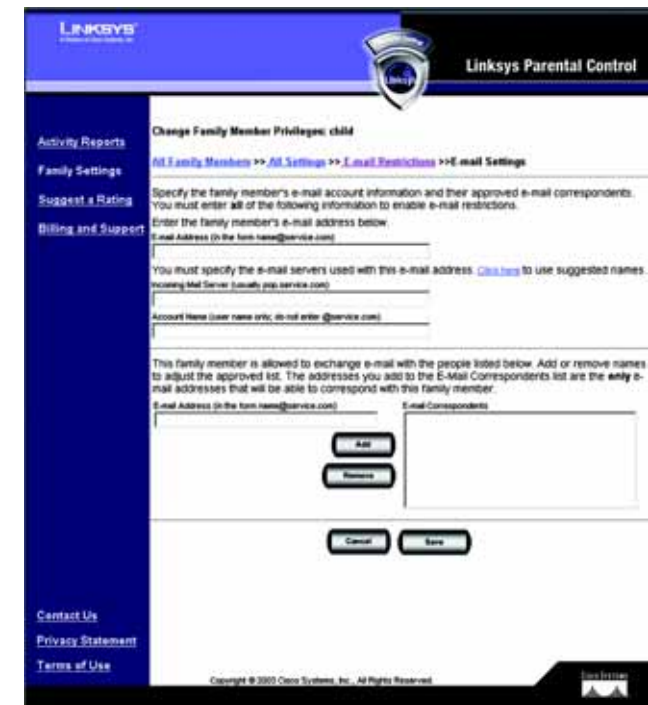 LINKSYS®
Linksys
Linksys Parental Control
Activity Reports
Family Settings
Suggest a Rating
Billing and Support
Change Family Member Privileges: child
All Family Members >> All Settings >> E-mail Restrictions >>E-mail Settings
Specify the family member's e-mail account information and their approved e-mail correspondents.
You must enter all of the following information to enable e-mail restrictions.
Enter the family member's e-mail address below.
E-mail Address (in the form name@service.com)
You must specify the e-mail servers used with this e-mail address. Click here to use suggested names.
Incoming Mail Server (usually pop.service.com)
Account Name (user name only; do not enter @service.com)
This family member is allowed to exchange e-mail with the people listed below. Add or remove names
to adjust the approved list. The addresses you add to the E-Mail Correspondents list are the only e-
mail addresses that will be able to correspond with this family member.
E-mail Address (in the form name@service.com)
E-mail Correspondents
Add
Remove
Cancel
Save
Contact Us
Privacy Statement
Terms of Use
Copyright © 2003 Cisco Systems, Inc., All Rights Reserved.
Cisco Systems